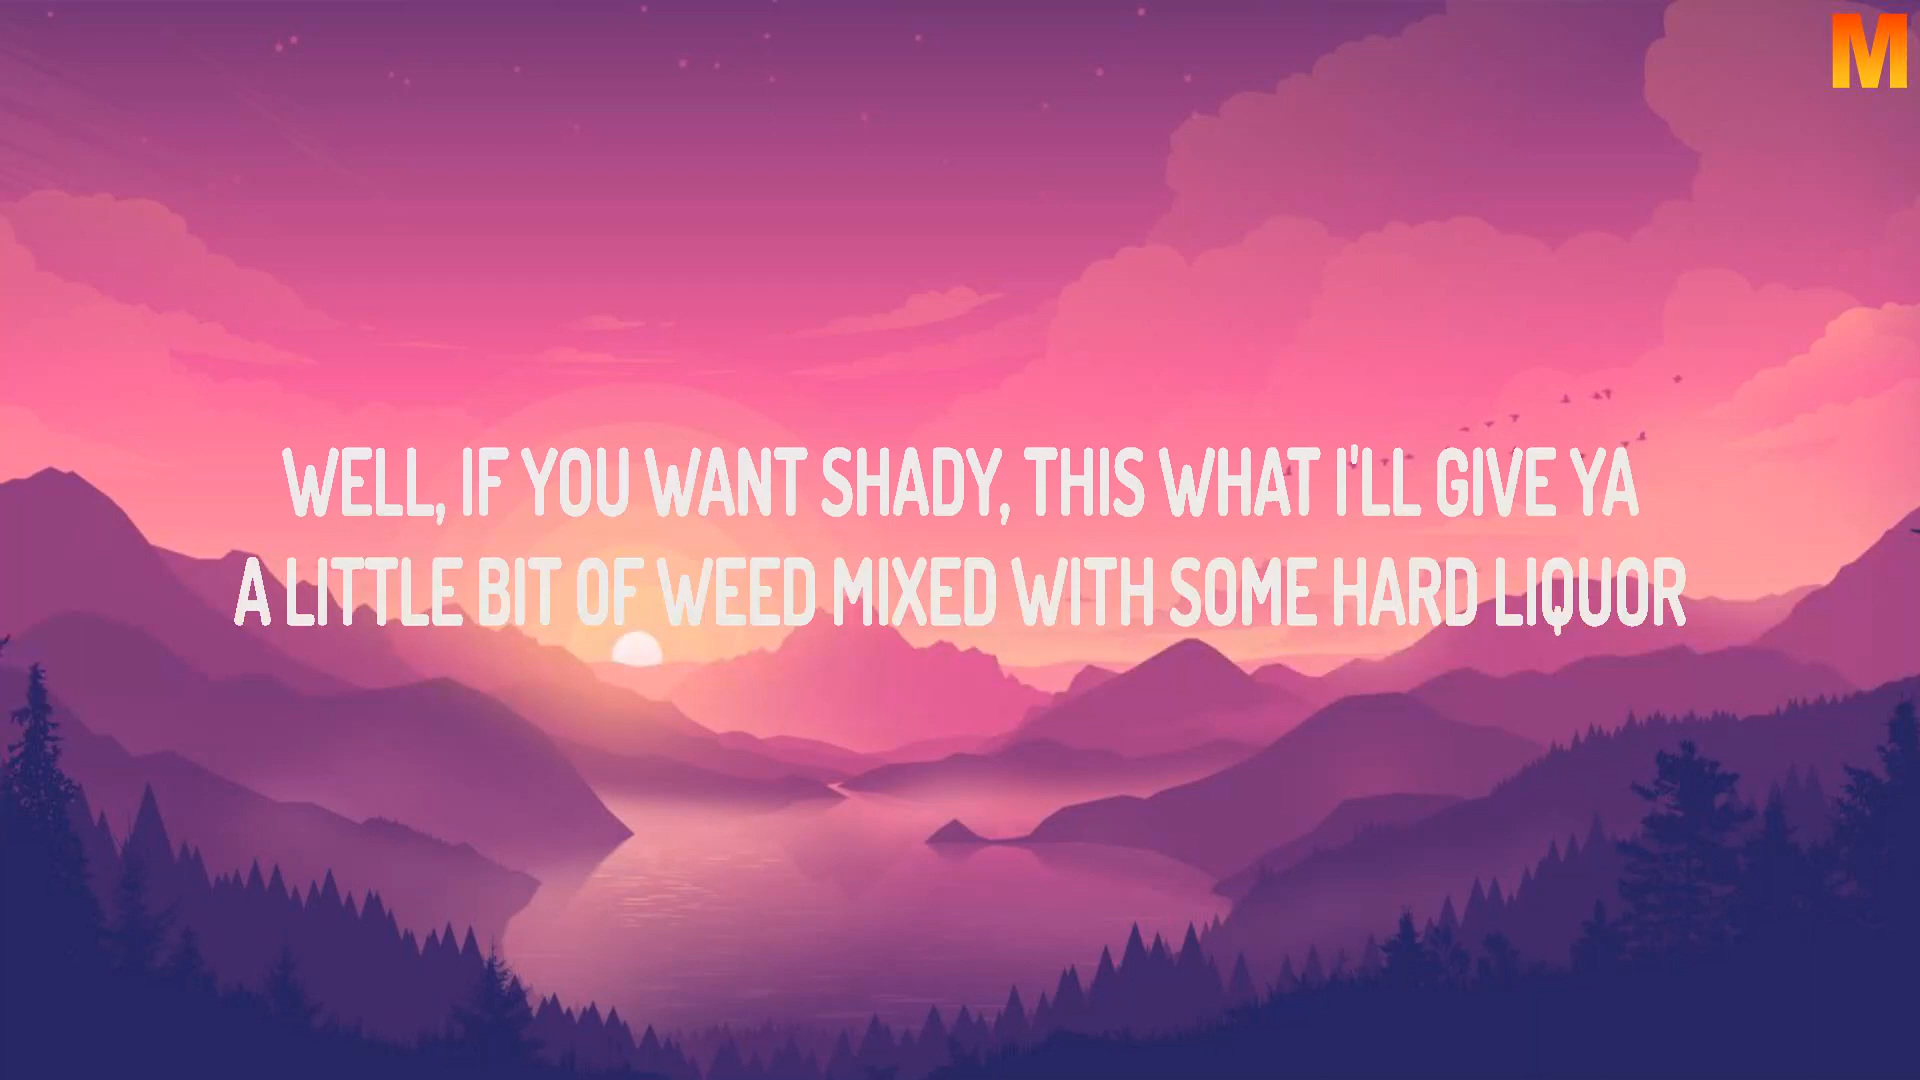 M
WELL, IF YOU WANT SHADY, THIS WHAT I'LL GIVE YA
A LITTLE BIT OF WEED MIXED WITH SOME HARD LIQUOR